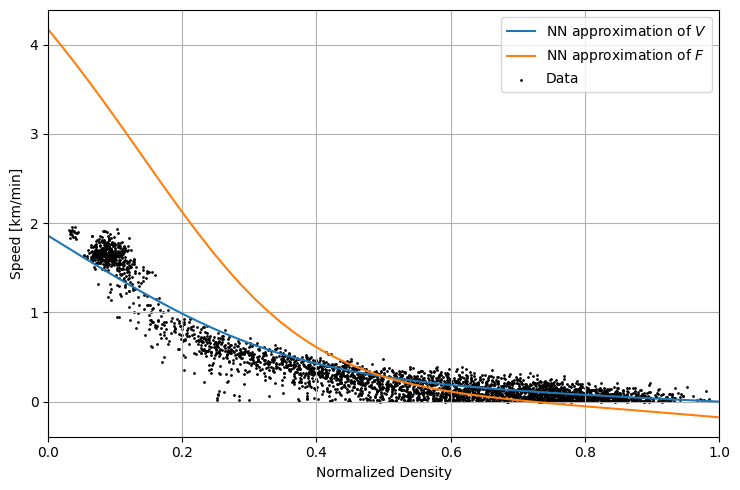 NN approximation of V
NN approximation of F
Data
Speed [km/min]
4
3
2
1
0
0.0 0.2 0.4 0.6 0.8 1.0
Normalized Density